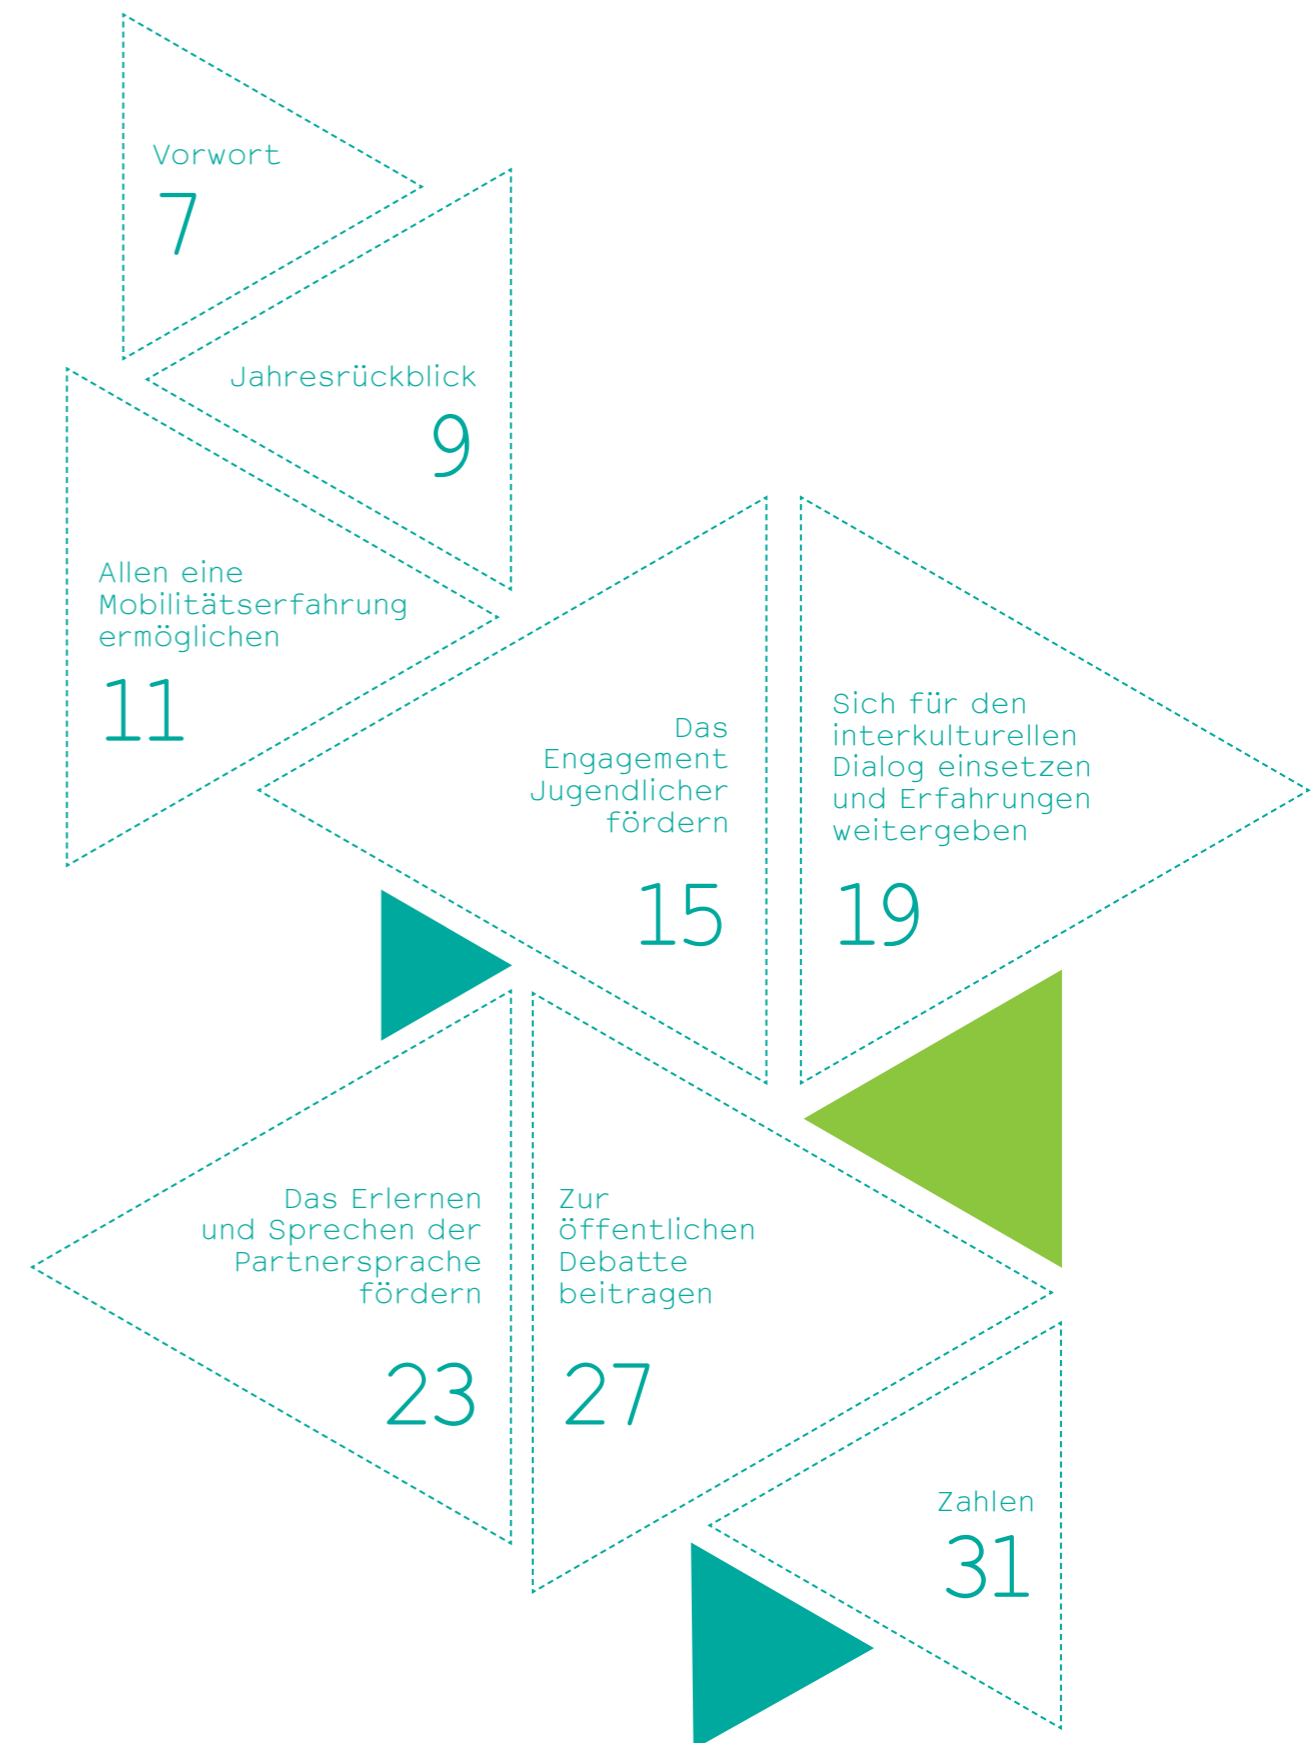 Vorwort
7
Jahresrückblick
9
Allen eine
Mobilitätserfahrung
ermöglichen
11
Das
Engagement
Jugendlicher
fördern
15
Sich für den
interkulturellen
Dialog einsetzen
und Erfahrungen
weitergeben
19
Das Erlernen
und Sprechen der
Partnersprache
fördern
23
Zur
öffentlichen
Debatte
beitragen
27
Zahlen
31